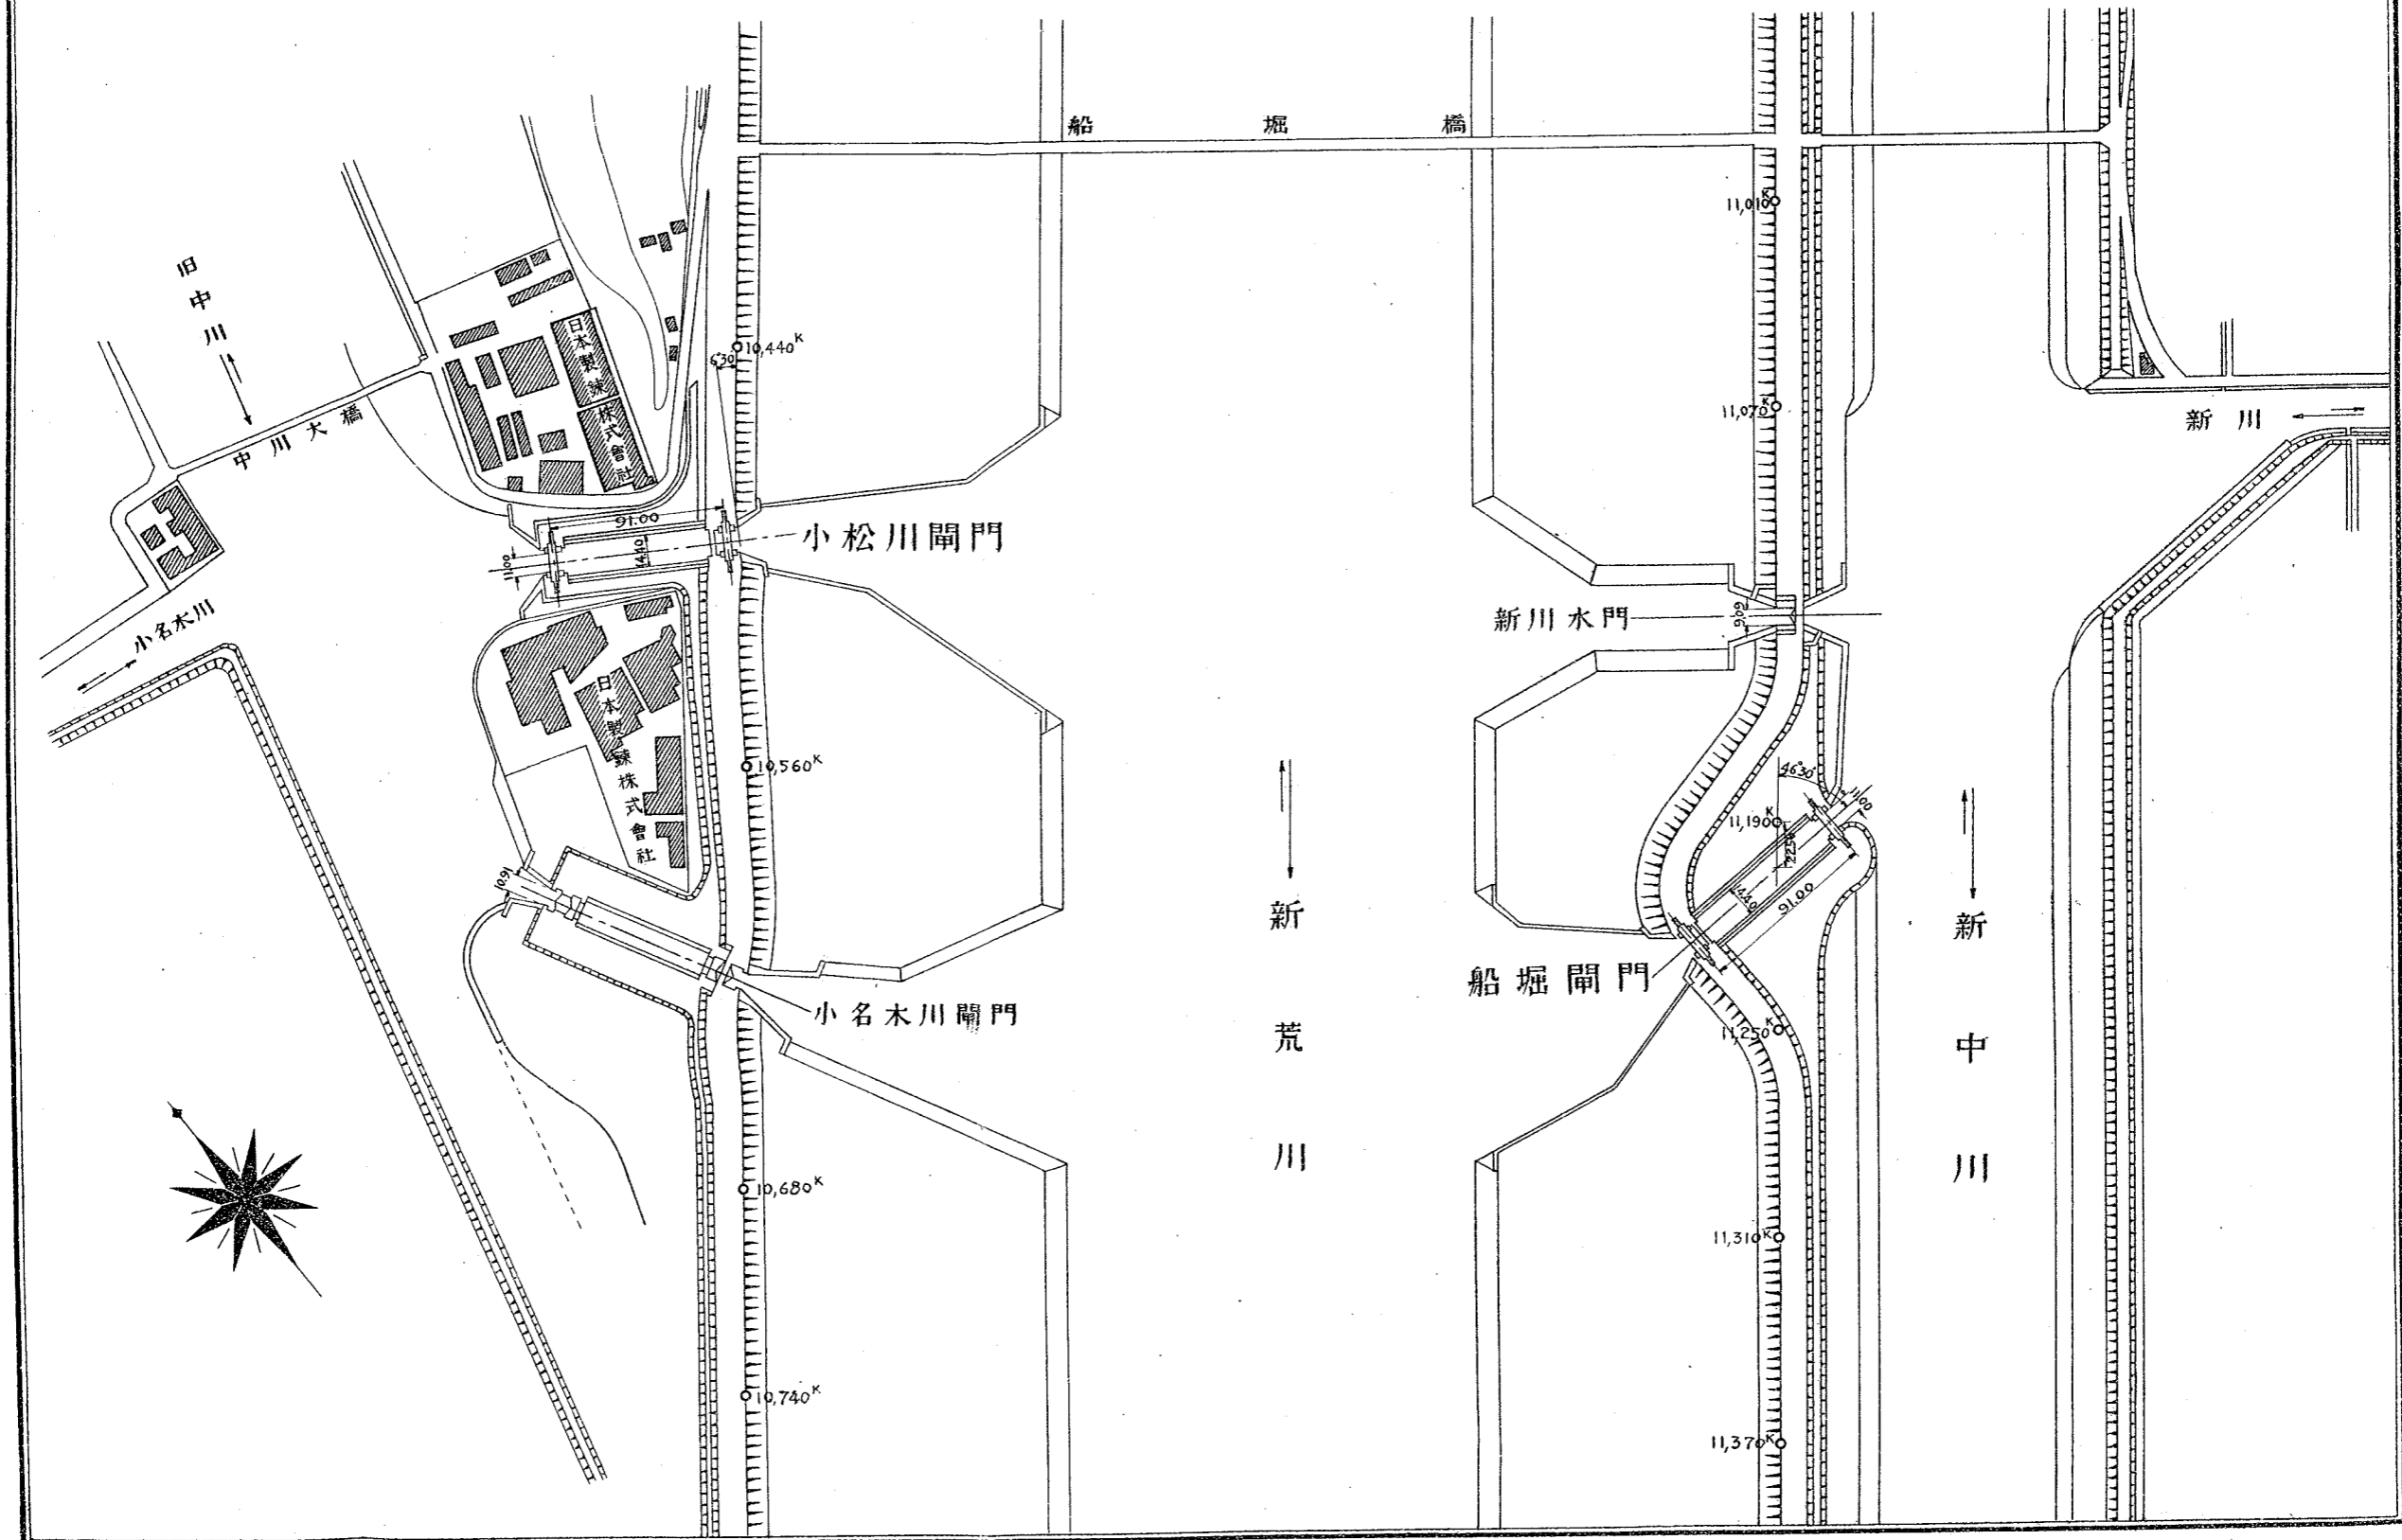 船堀橋
11,010K
旧中川
日本製錬株式會社
6°30'
10,440K
11,070K
新川
中川大橋
91.00
小松川閘門
11.00
14.40
小名木川
新川水門
9.09
日本製錬株式會社
10,560K
46°30'
11.00
11,190K
22.50
14.40
91.00
10.91
新荒川
新中川
船堀閘門
小名木川閘門
11,250K
10,680K
11,310K
10,740K
11,370K